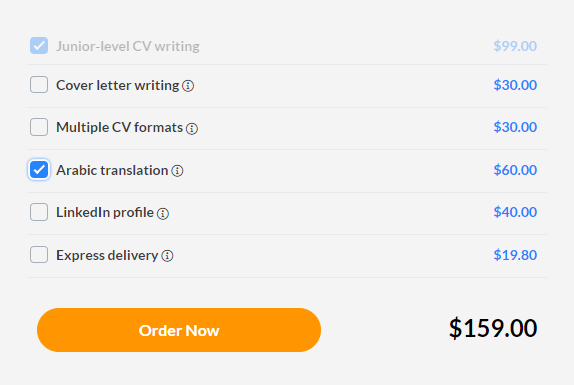 Junior-level CV writing $99.00
Cover letter writing $30.00
Multiple CV formats $30.00
Arabic translation $60.00
LinkedIn profile $40.00
Express delivery $19.80
Order Now $159.00